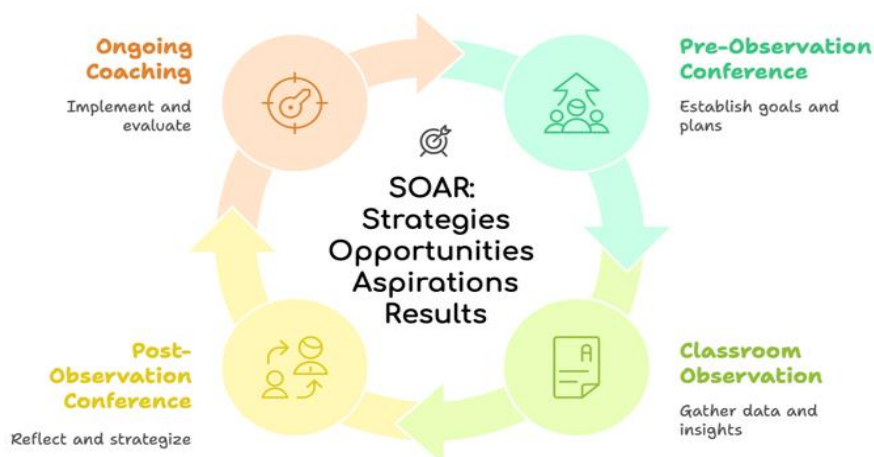 Ongoing
Coaching
Implement and
evaluate
Pre-Observation
Conference
Establish goals and
plans
SOAR:
Strategies
Opportunities
Aspirations
Results
Post-
Observation
Conference
Reflect and strategize
A
Classroom
Observation
Gather data and
insights